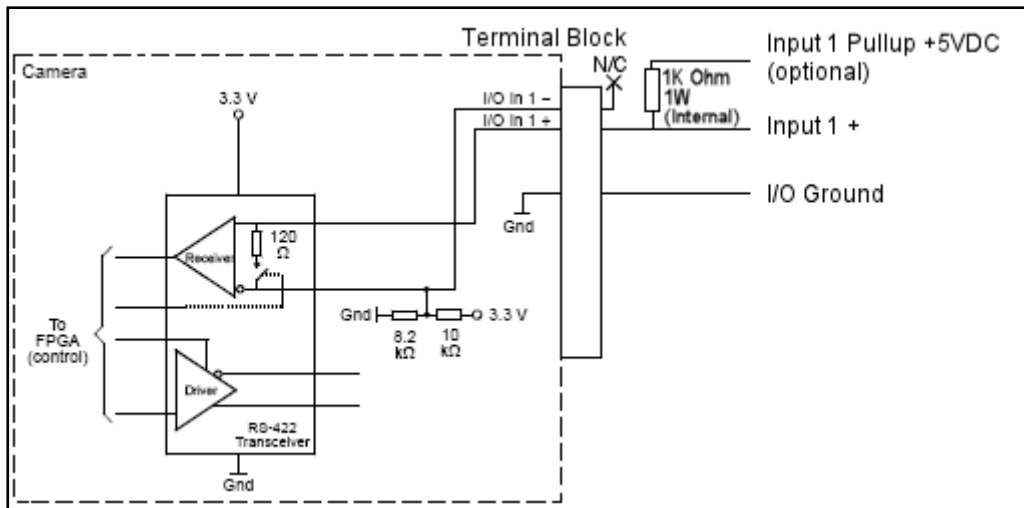 Terminal Block
Input 1 Pullup +5VDC
(optional)
Camera
N/C
1K Ohm
1W
(Internal)
3.3 V
I/O In 1 –
I/O In 1 +
Input 1 +
I/O Ground
Gnd
120
Ω
Receiver
Gnd
3.3 V
8.2
kΩ
10
kΩ
To
FPGA
(control)
Driver
RS-422
Transceiver
Gnd